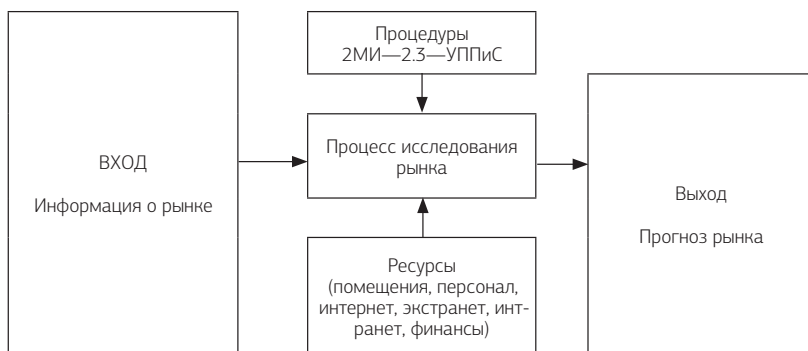 ВХОД
Информация о рынке
Процедуры
2МИ—2.3—УППиС
Процесс исследования
рынка
Ресурсы
(помещения, персонал,
интернет, экстранет, инт-
ранет, финансы)
Выход
Прогноз рынка